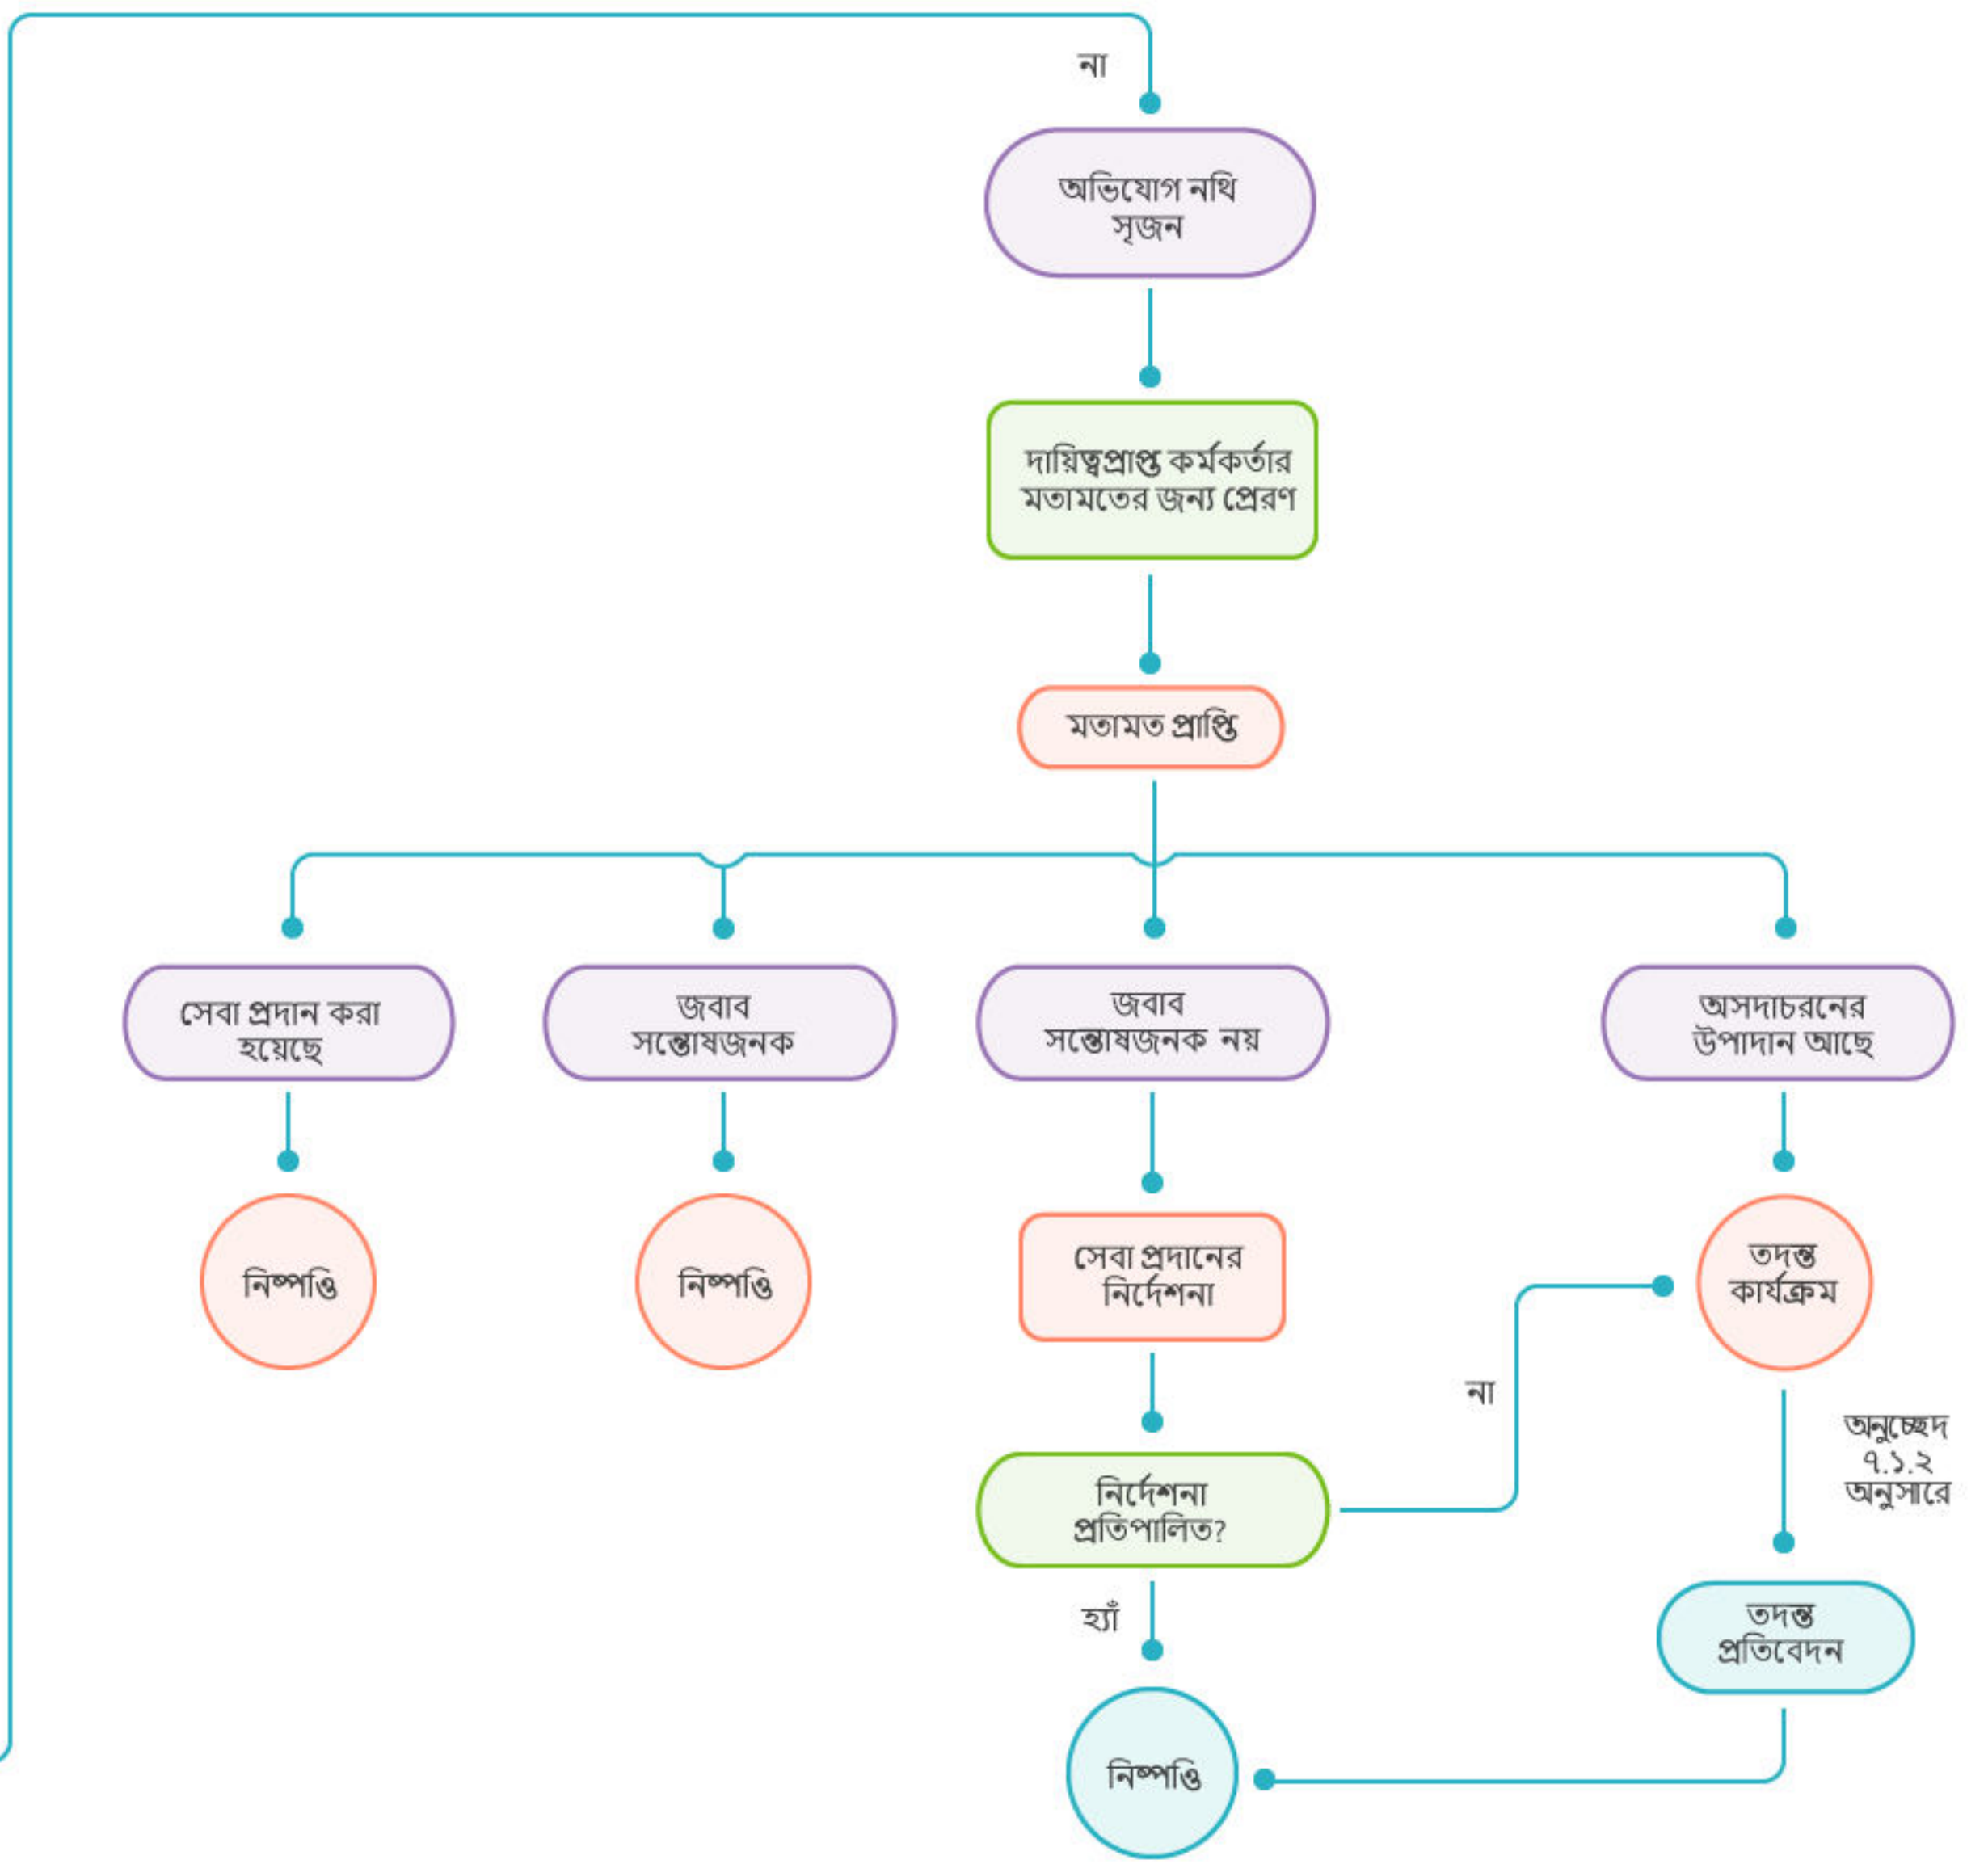 না
অভিযোগ নথি
সৃজন
দায়িত্বপ্রাপ্ত কর্মকর্তার
মতামতের জন্য প্রেরণ
মতামত প্রাপ্তি
সেবা প্রদান করা
হয়েছে
জবাব
সন্তোষজনক
জবাব
সন্তোষজনক নয়
অসদাচরনের
উপাদান আছে
নিষ্পত্তি
নিষ্পত্তি
সেবা প্রদানের
নির্দেশনা
তদন্ত
কার্যক্রম
না
অনুচ্ছেদ
৭.১.২
অনুসারে
নির্দেশনা
প্রতিপালিত?
হ্যাঁ
তদন্ত
প্রতিবেদন
নিষ্পত্তি